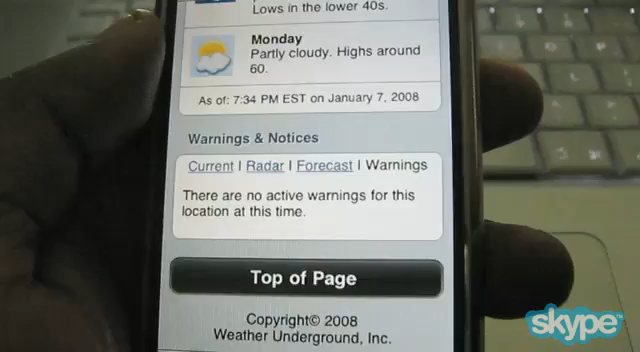 Lows in the lower 40s.
Monday
Partly cloudy. Highs around
60.
As of: 7:34 PM EST on January 7, 2008
Warnings & Notices
Current | Radar | Forecast | Warnings
There are no active warnings for this
location at this time.
Top of Page
Copyright© 2008
Weather Underground, Inc.
skype™